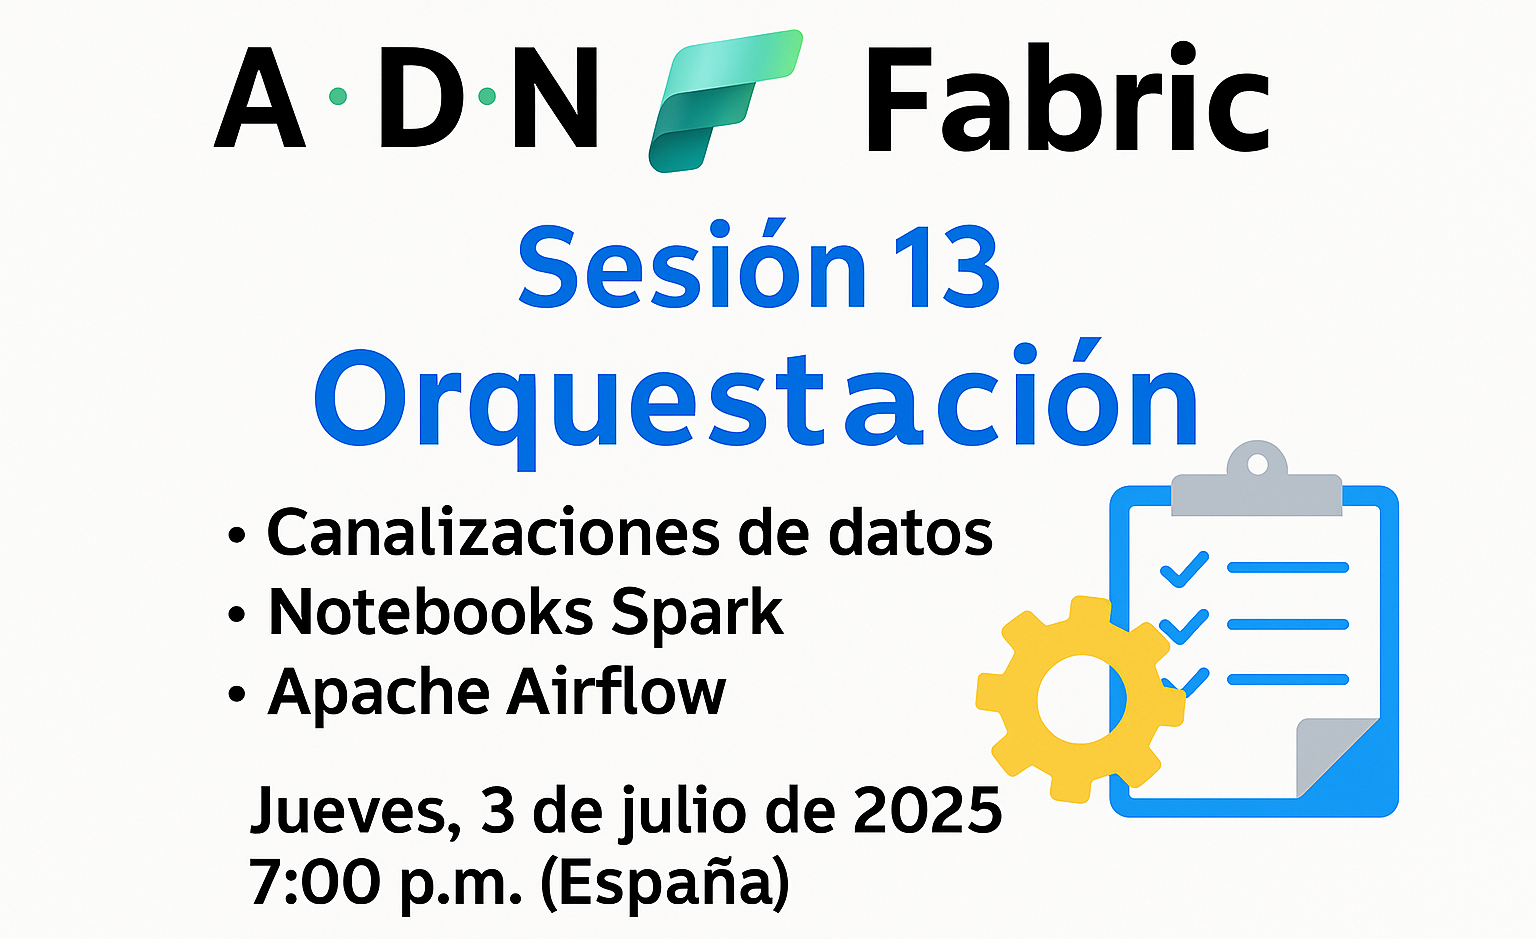 A·D·N Fabric
Sesión 13
Orquestación
• Canalizaciones de datos
• Notebooks Spark
• Apache Airflow
Jueves, 3 de julio de 2025
7:00 p.m. (España)